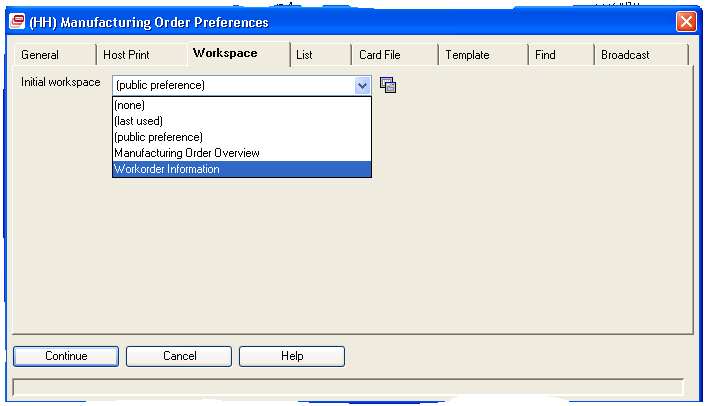 (HH) Manufacturing Order Preferences
General Host Print Workspace List Card File Template Find Broadcast
Initial workspace (public preference)
(none)
(last used)
(public preference)
Manufacturing Order Overview
Workorder Information
Continue Cancel Help